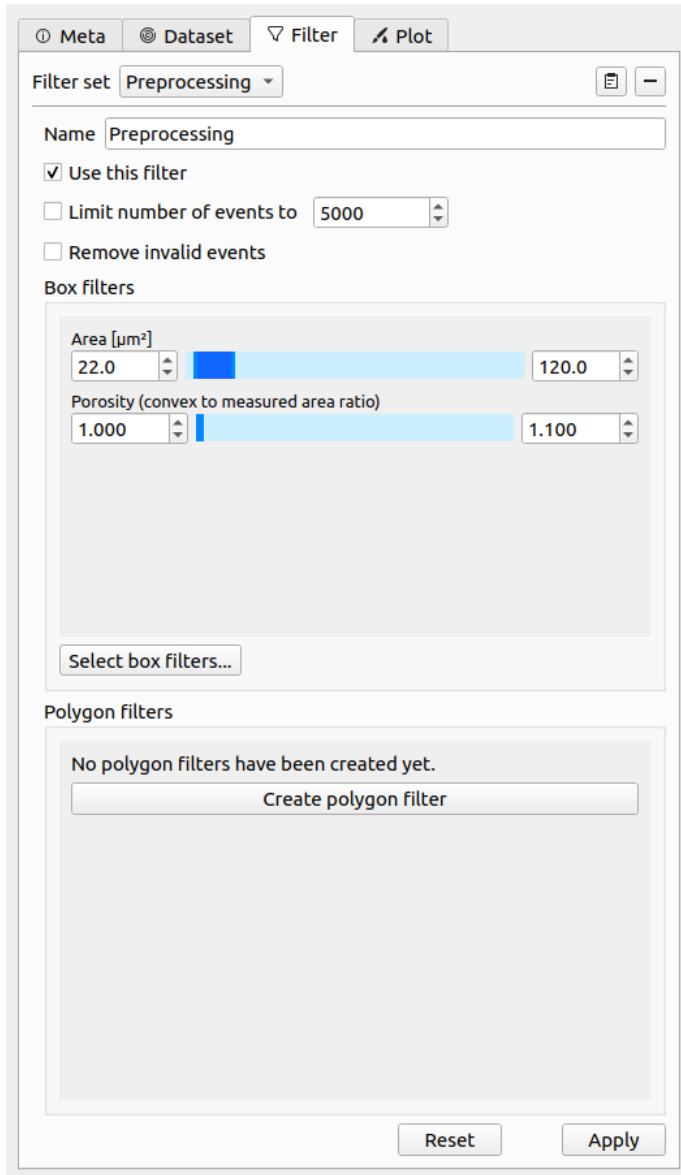 Meta Dataset Filter Plot
Filter set Preprocessing
Name Preprocessing
Use this filter
Limit number of events to 5000
Remove invalid events
Box filters
Area [µm²]
22.0 120.0
Porosity (convex to measured area ratio)
1.000 1.100
Select box filters...
Polygon filters
No polygon filters have been created yet.
Create polygon filter
Reset Apply